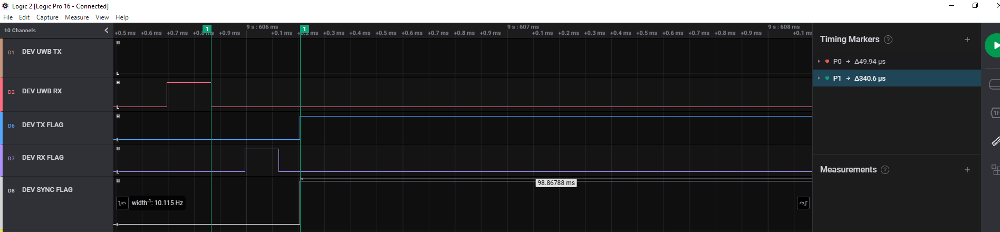 Logic 2 [Logic Pro 16 - Connected]
File Edit Capture Measure View Help
10 Channels
9 s : 606 ms 9 s : 607 ms 9 s : 608 ms
+0.5 ms +0.6 ms +0.7 ms +0.9 ms +0.1 ms +0.3 ms +0.4 ms +0.5 ms +0.6 ms +0.7 ms +0.8 ms +0.9 ms +0.1 ms +0.2 ms +0.3 ms +0.4 ms +0.5 ms +0.6 ms +0.7 ms +0.8 ms +0.9 ms +0.1 m
1 1
H
D1 DEV UWB TX
L
H
D2 DEV UWB RX
L
H
D6 DEV TX FLAG
L
H
D7 DEV RX FLAG
L
H
D8 DEV SYNC FLAG
98.86788 ms
width-1: 10.115 Hz
L
Timing Markers ? +
P0 → Δ49.94 µs
P1 → Δ340.6 µs
Measurements ? +
1F